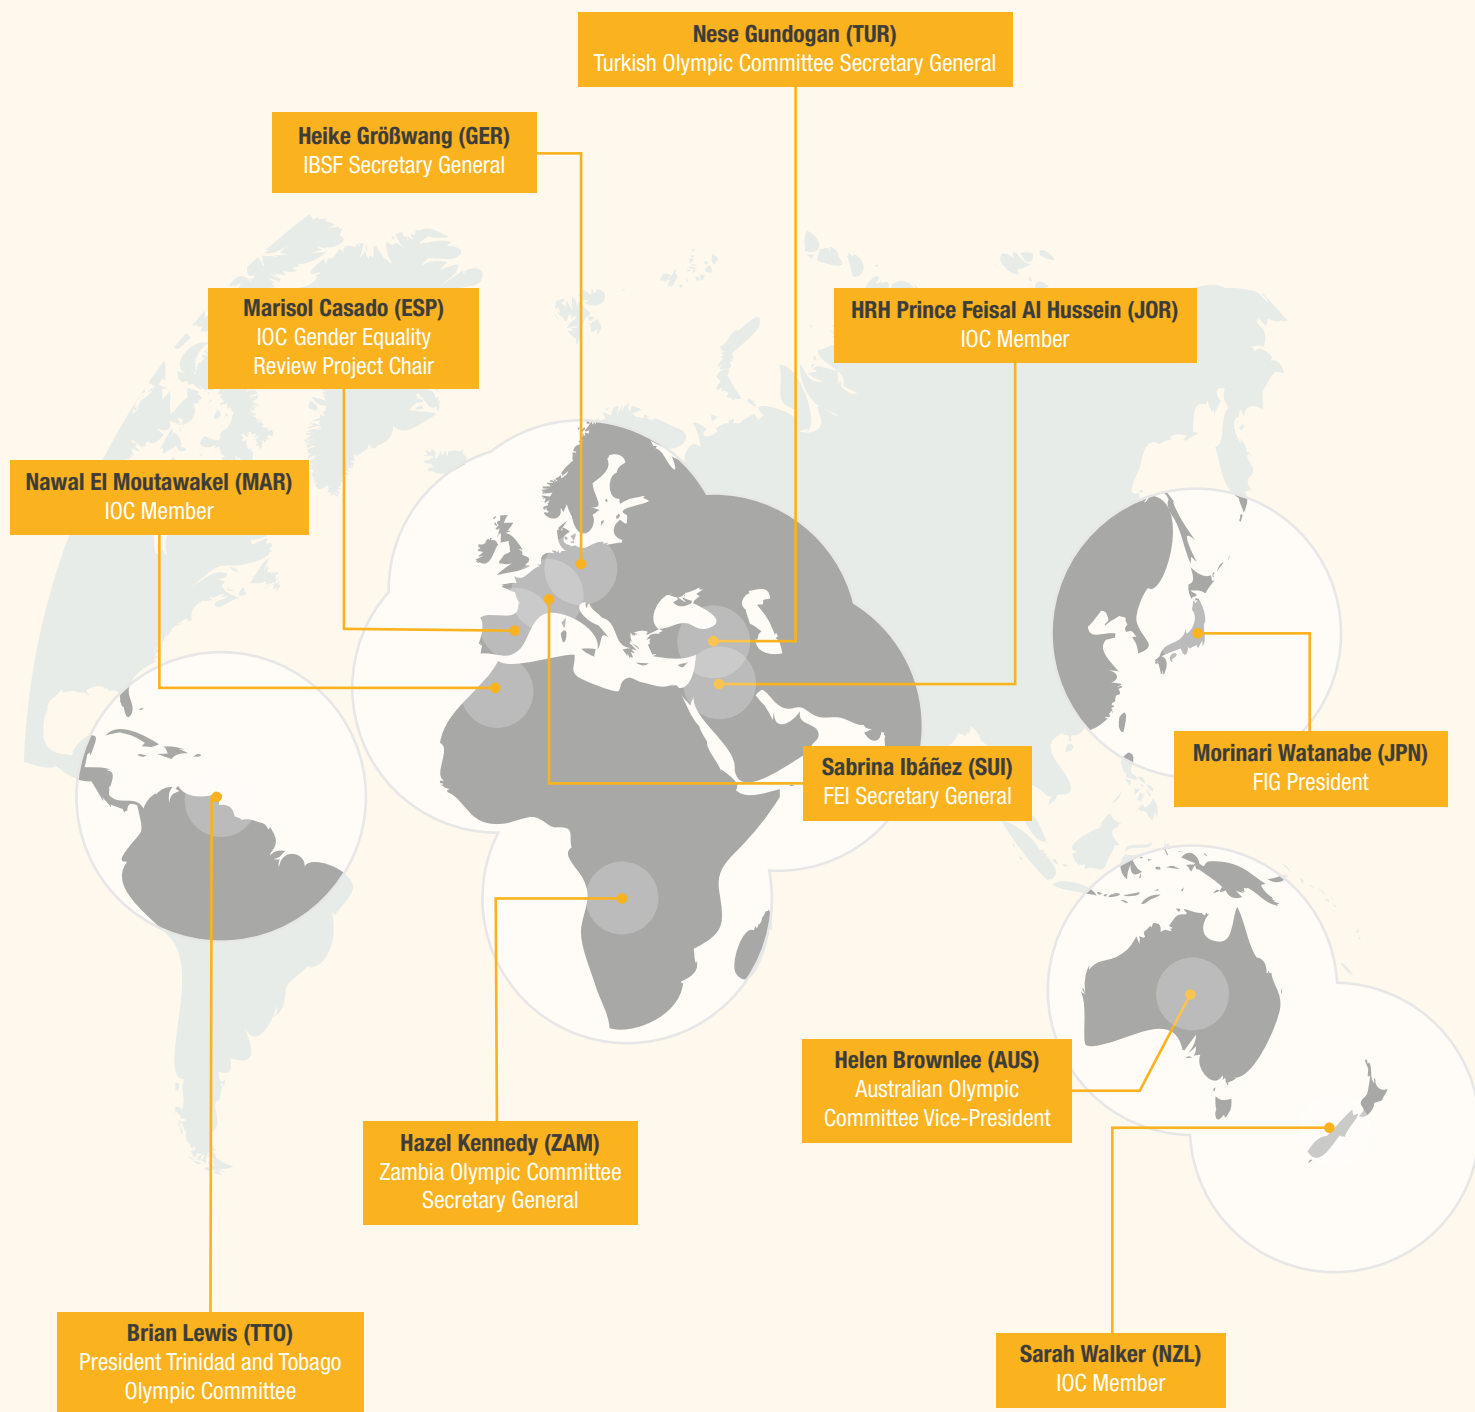 Nese Gundogan (TUR)
Turkish Olympic Committee Secretary General
Heike Größwang (GER)
IBSF Secretary General
Marisol Casado (ESP)
IOC Gender Equality
Review Project Chair
HRH Prince Feisal Al Hussein (JOR)
IOC Member
Nawal El Moutawakel (MAR)
IOC Member
Sabrina Ibáñez (SUI)
FEI Secretary General
Morinari Watanabe (JPN)
FIG President
Helen Brownlee (AUS)
Australian Olympic
Committee Vice-President
Hazel Kennedy (ZAM)
Zambia Olympic Committee
Secretary General
Brian Lewis (TTO)
President Trinidad and Tobago
Olympic Committee
Sarah Walker (NZL)
IOC Member